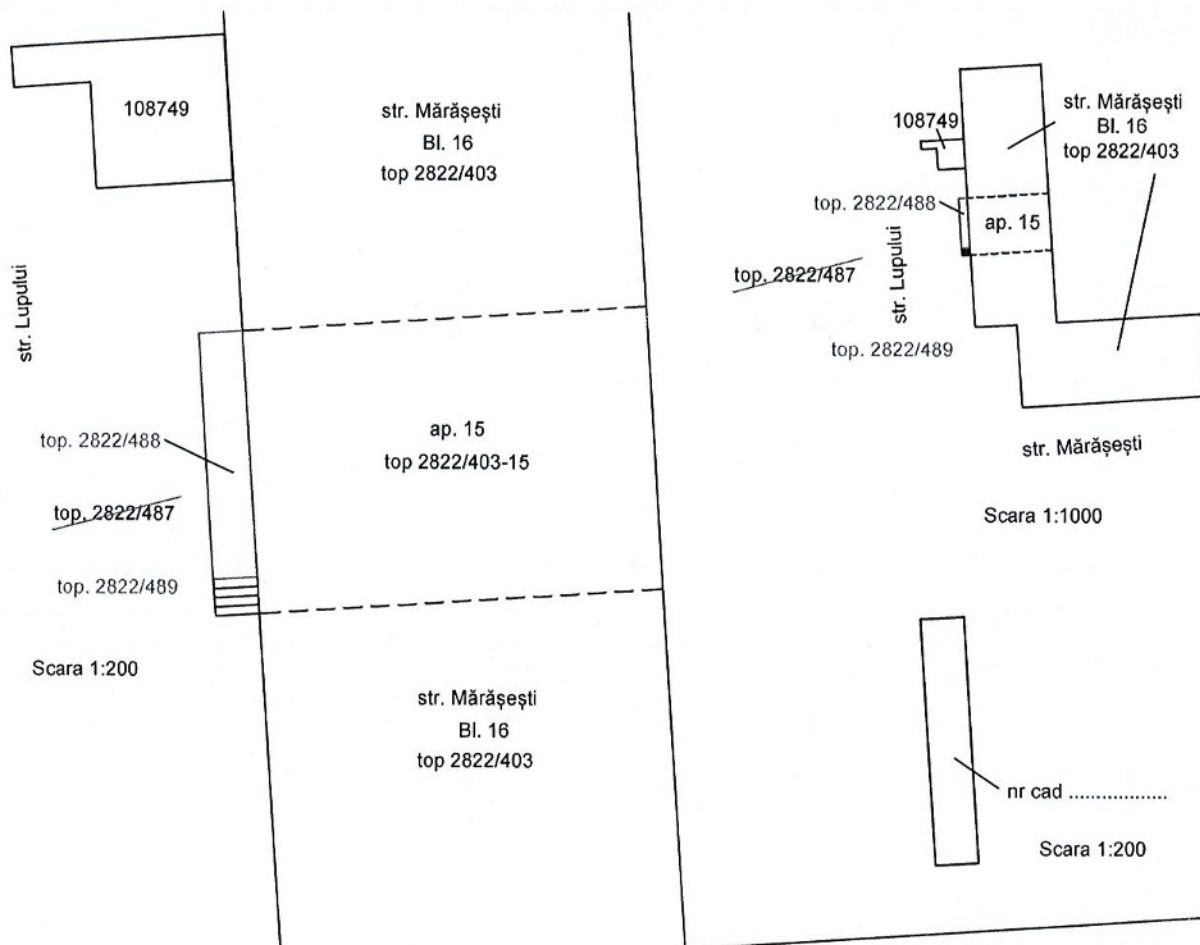 108749
str. Mărășești
Bl. 16
top 2822/403
str. Lupului
top. 2822/488
top. 2822/487
top. 2822/489
ap. 15
top 2822/403-15
Scara 1:200
str. Mărășești
Bl. 16
top 2822/403
108749
str. Mărășești
Bl. 16
top 2822/403
top. 2822/488
ap. 15
str. Lupului
top. 2822/487
top. 2822/489
str. Mărășești
Scara 1:1000
nr cad ..................
Scara 1:200